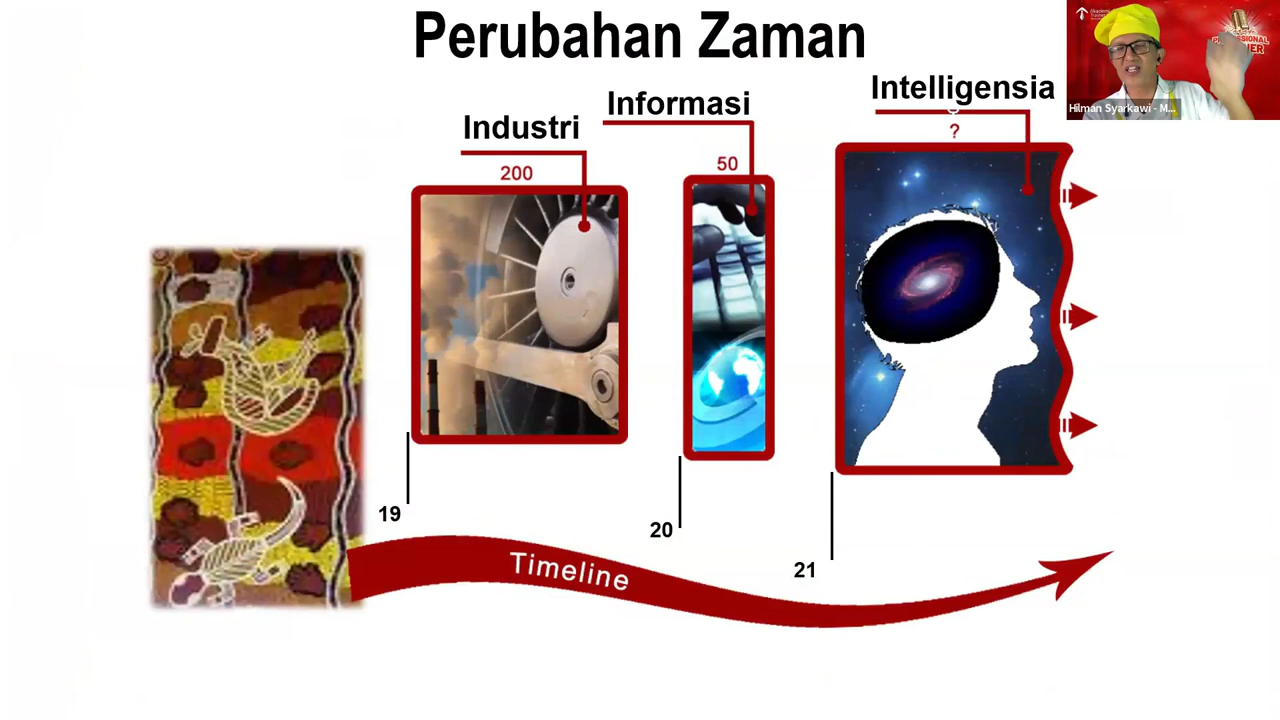 Perubahan Zaman
Intelligensia
?
Informasi
50
Industri
200
19
20
21
Timeline
Hilman Syarkawi - M...